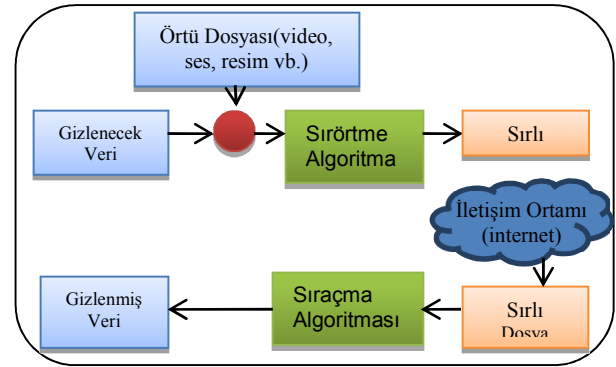 Örtü Dosyası(video,
ses, resim vb.)
Gizlenecek
Veri
Sırörtme
Algoritma
Sırlı
İletişim Ortamı
(internet)
Gizlenmiş
Veri
Sıraçma
Algoritması
Sırlı
Dosya